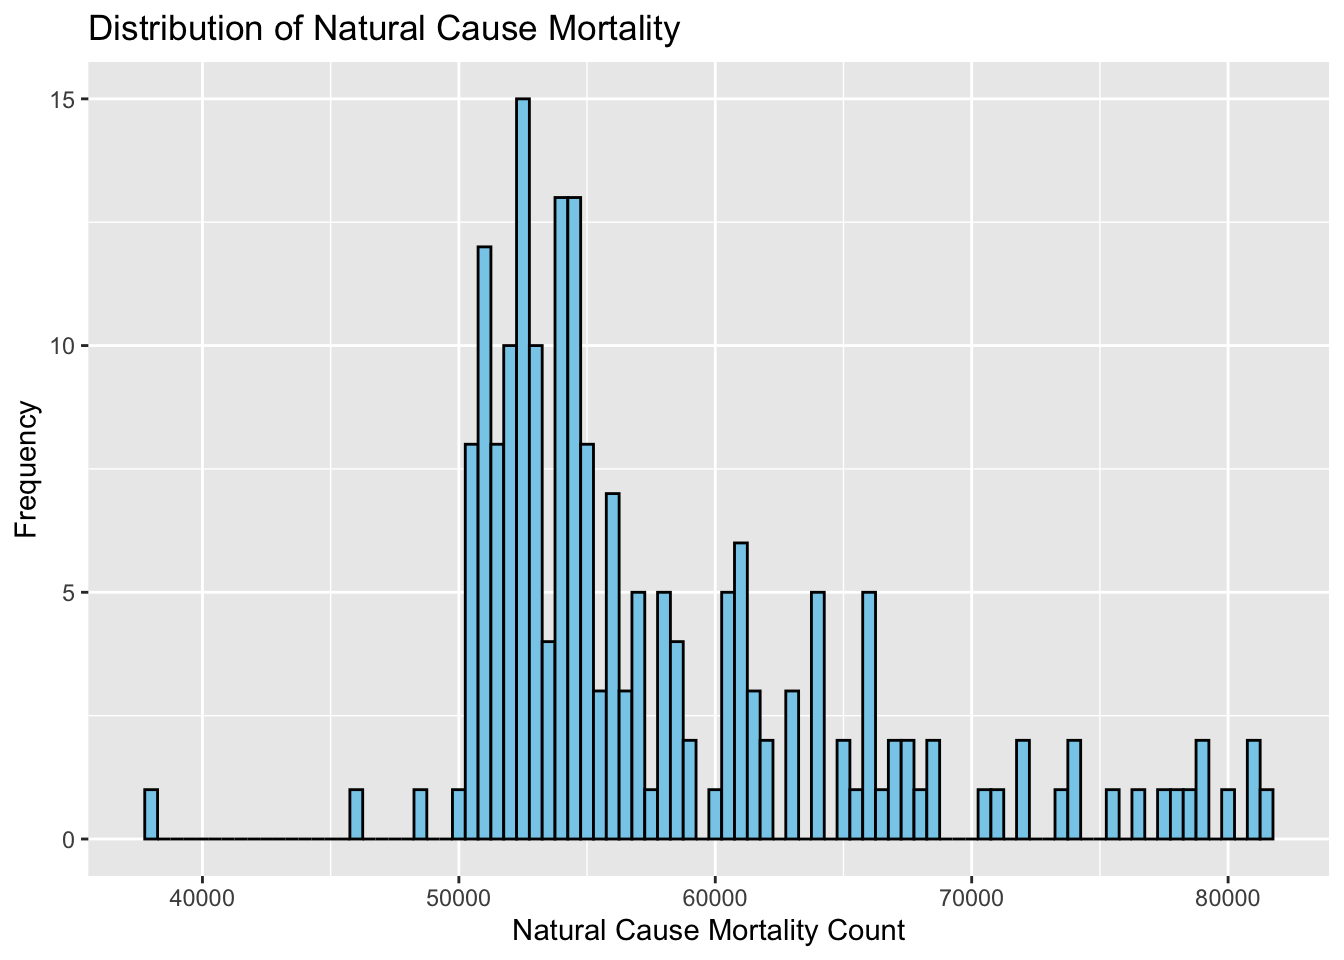 Distribution of Natural Cause Mortality
15
10
5
0
Frequency
40000 50000 60000 70000 80000
Natural Cause Mortality Count